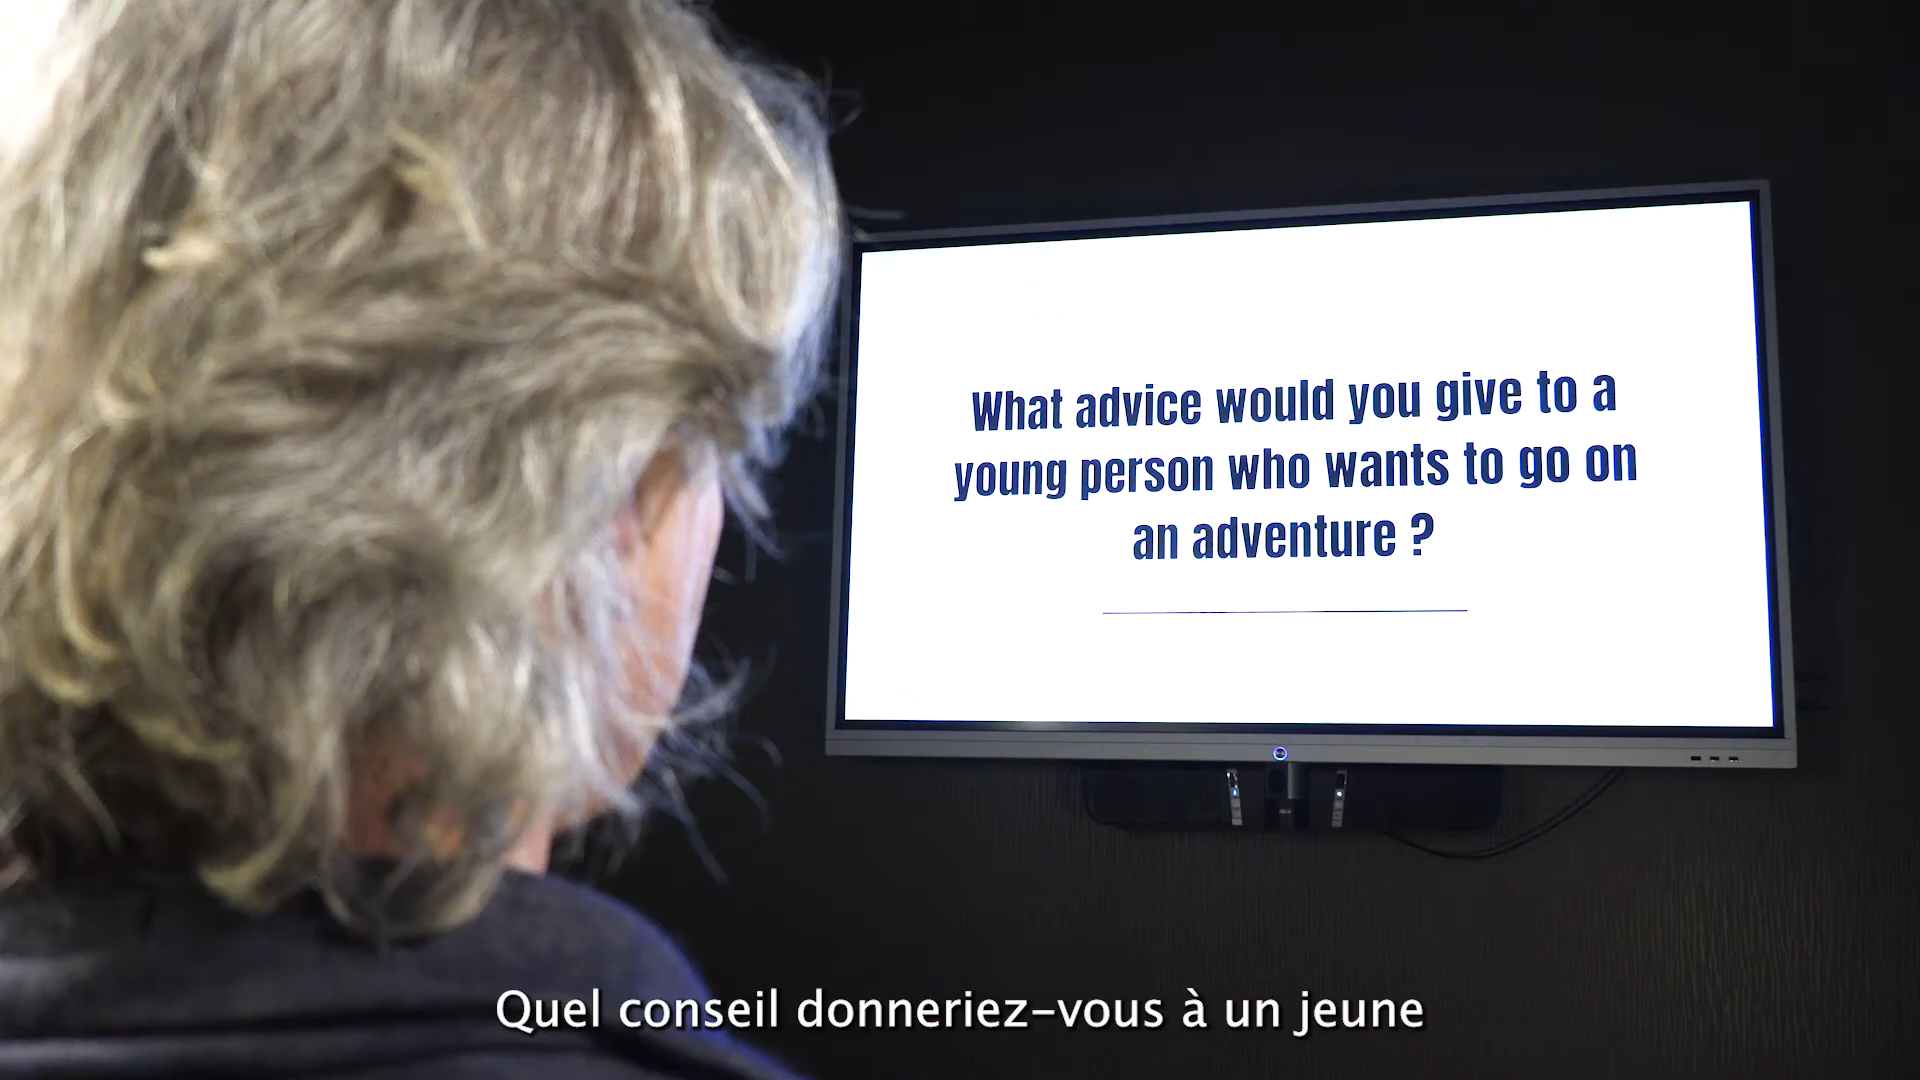 What advice would you give to a
young person who wants to go on
an adventure ?
Quel conseil donneriez-vous à un jeune